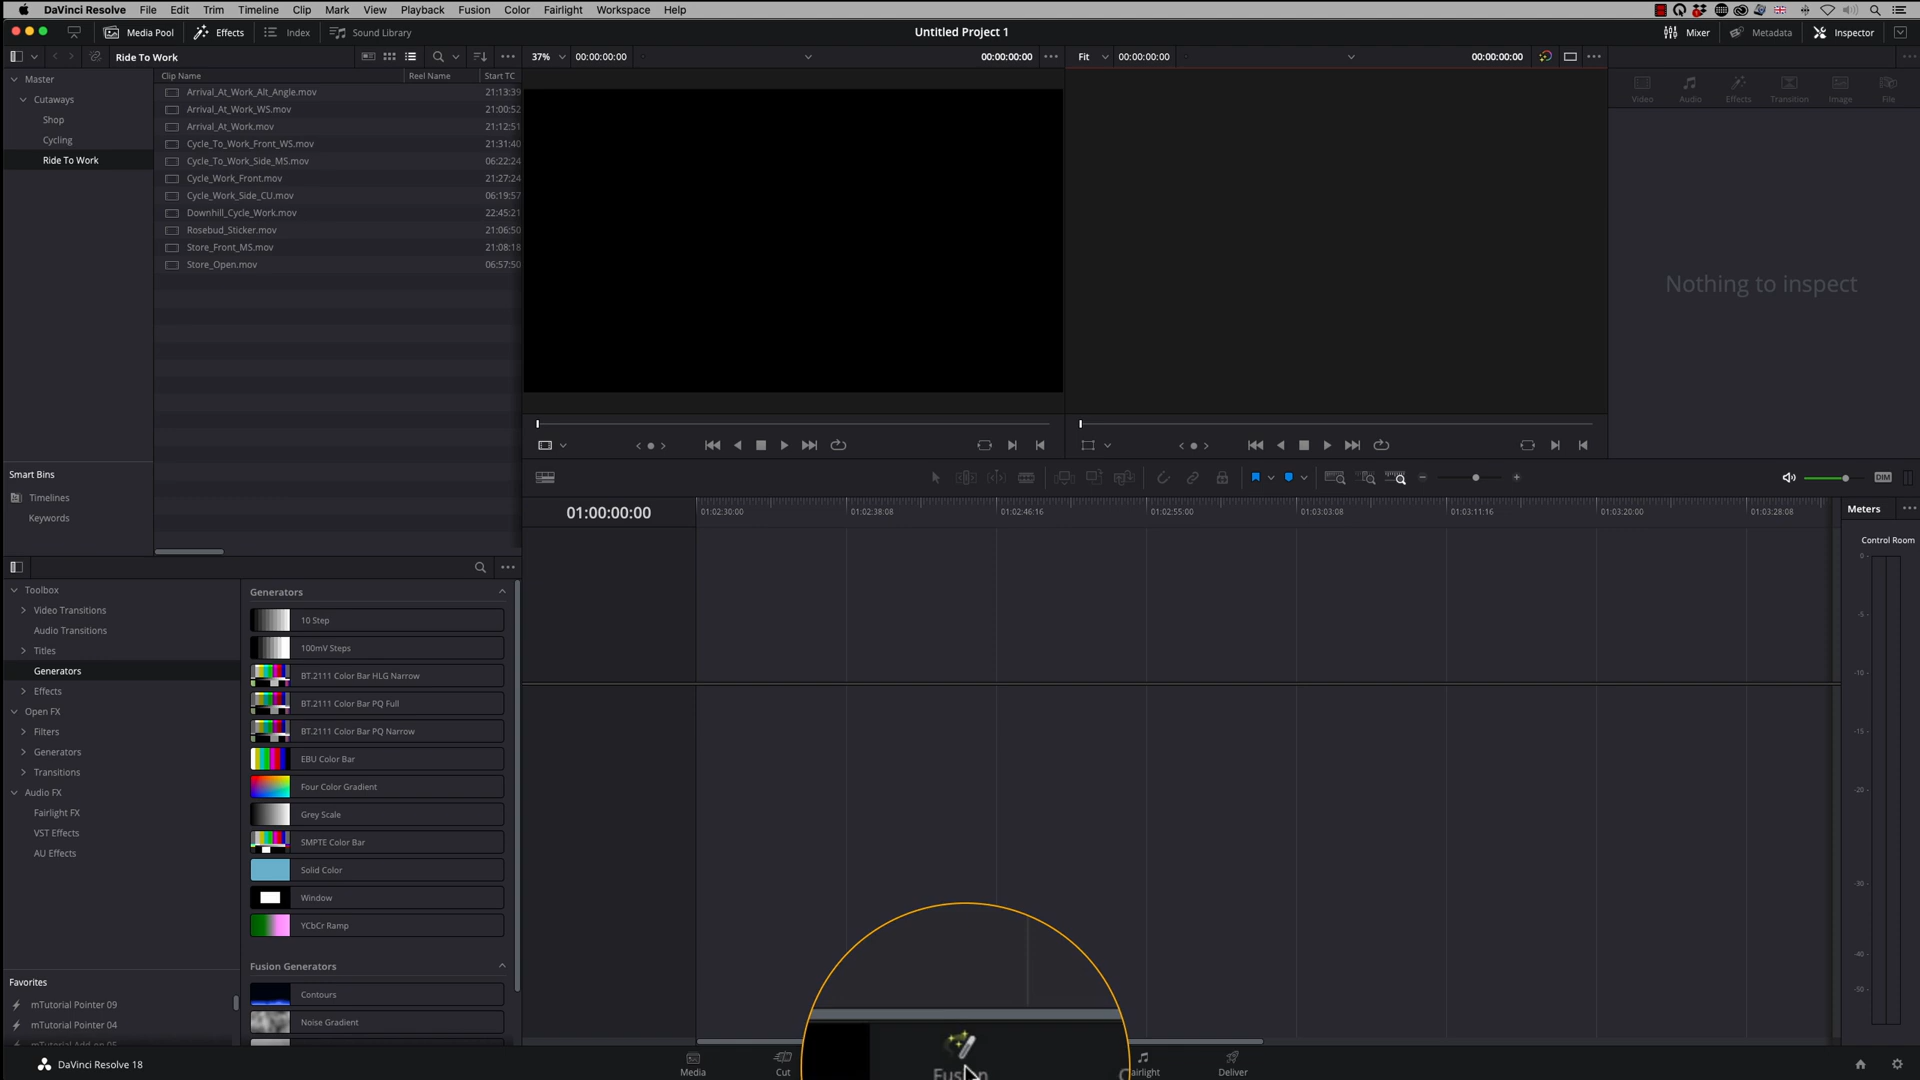 DaVinci Resolve File Edit Trim Timeline Clip Mark View Playback Fusion Color Fairlight Workspace Help
Media Pool Effects Index Sound Library Untitled Project 1 Mixer Metadata Inspector
Ride To Work 37% 00:00:00:00 00:00:00:00 Fit 00:00:00:00 00:00:00:00
Master
Cutaways
Shop
Cycling
Ride To Work
Clip Name Reel Name Start TC
Arrival_At_Work_Alt_Angle.mov 21:13:39
Arrival_At_Work_WS.mov 21:00:52
Arrival_At_Work.mov 21:12:51
Cycle_To_Work_Front_WS.mov 21:31:40
Cycle_To_Work_Side_MS.mov 06:22:24
Cycle_Work_Front.mov 21:27:24
Cycle_Work_Side_CU.mov 06:19:57
Downhill_Cycle_Work.mov 22:45:21
Rosebud_Sticker.mov 21:06:50
Store_Front_MS.mov 21:08:18
Store_Open.mov 06:57:50
Video Audio Effects Transition Image File
Nothing to inspect
Smart Bins
Timelines
Keywords
DIM
01:00:00:00 01:02:30:00 01:02:38:08 01:02:46:16 01:02:55:00 01:03:03:08 01:03:11:16 01:03:20:00 01:03:28:08
Meters
Control Room
0
-5
-10
-15
-20
-30
-40
-50
Toolbox
Video Transitions
Audio Transitions
Titles
Generators
Effects
Open FX
Filters
Generators
Transitions
Audio FX
Fairlight FX
VST Effects
AU Effects
Generators
10 Step
100mV Steps
BT.2111 Color Bar HLG Narrow
BT.2111 Color Bar PQ Full
BT.2111 Color Bar PQ Narrow
EBU Color Bar
Four Color Gradient
Grey Scale
SMPTE Color Bar
Solid Color
Window
YCbCr Ramp
Fusion Generators
Contours
Noise Gradient
Favorites
mTutorial Pointer 09
mTutorial Pointer 04
DaVinci Resolve 18 Media Cut Fusion Fairlight Deliver